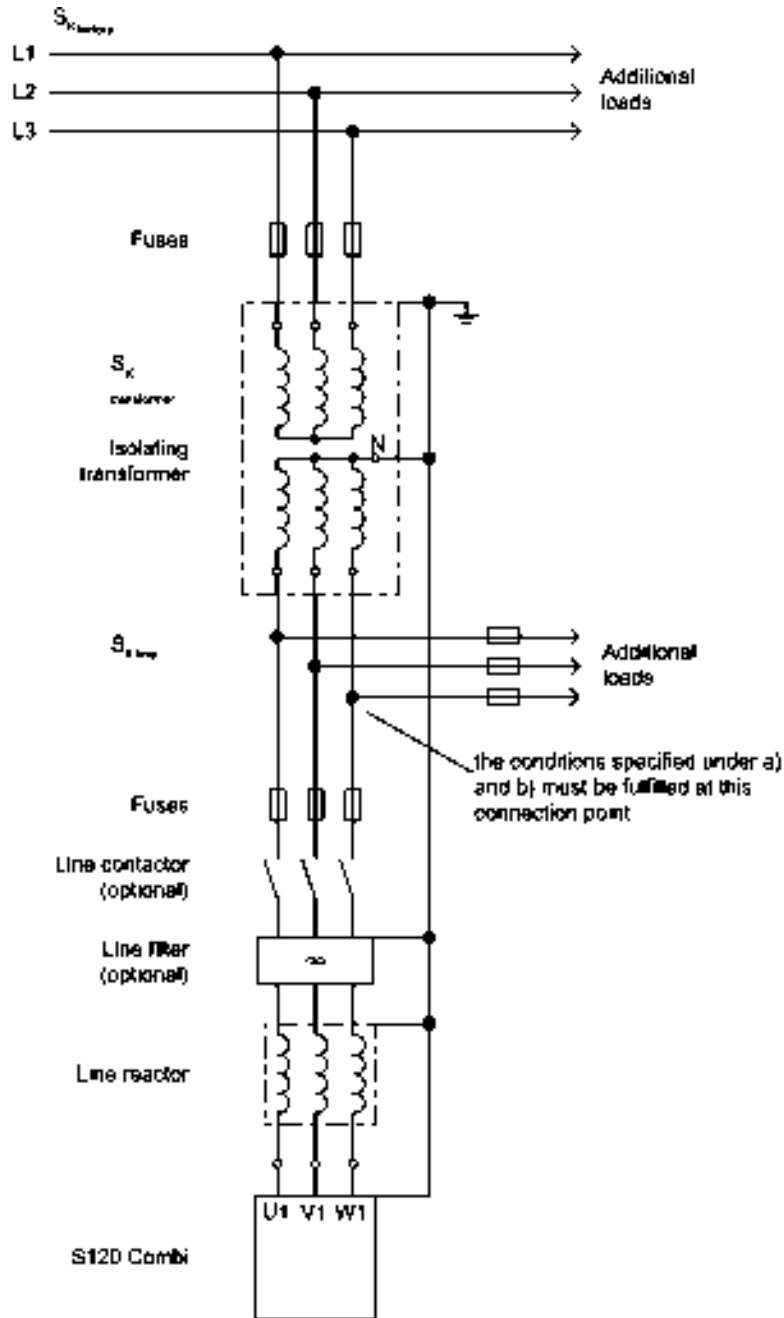 L1
L2
L3
Additional
loads
Fuses
S K
Isolating
transformer
N
S K
Additional
loads
the conditions specified under a)
and b) must be fulfilled at this
connection point
Fuses
Line contactor
(optional)
Line filter
(optional)
Line reactor
U1 V1 W1
S120 Combi